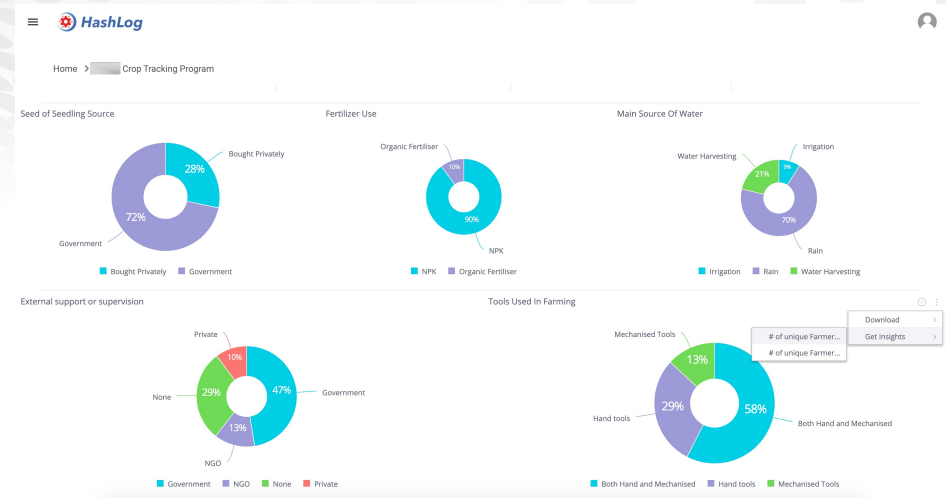 HashLog
Home > Crop Tracking Program
Seed of Seedling Source
Fertilizer Use
Main Source Of Water
Bought Privately
28%
72%
Government
Bought Privately Government
Organic Fertiliser
10%
90%
NPK
NPK Organic Fertiliser
Water Harvesting
Irrigation
21%
9%
70%
Rain
Irrigation Rain Water Harvesting
External support or supervision
Tools Used In Farming
Private
10%
None
29%
47%
Government
13%
NGO
Government NGO None Private
Download
Get Insights
# of unique Farmer...
# of unique Farmer...
Mechanised Tools
13%
29%
58%
Hand tools
Both Hand and Mechanised
Both Hand and Mechanised Hand tools Mechanised Tools